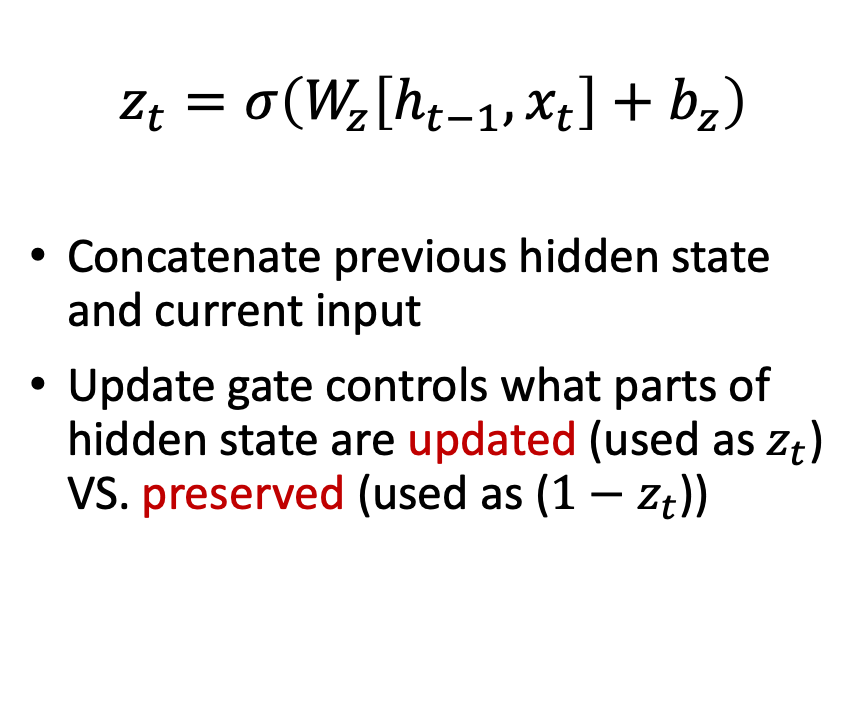 z_t = σ(W_z[h_{t−1}, x_t] + b_z)
• Concatenate previous hidden state
and current input
• Update gate controls what parts of
hidden state are updated (used as z_t)
VS. preserved (used as (1 − z_t))